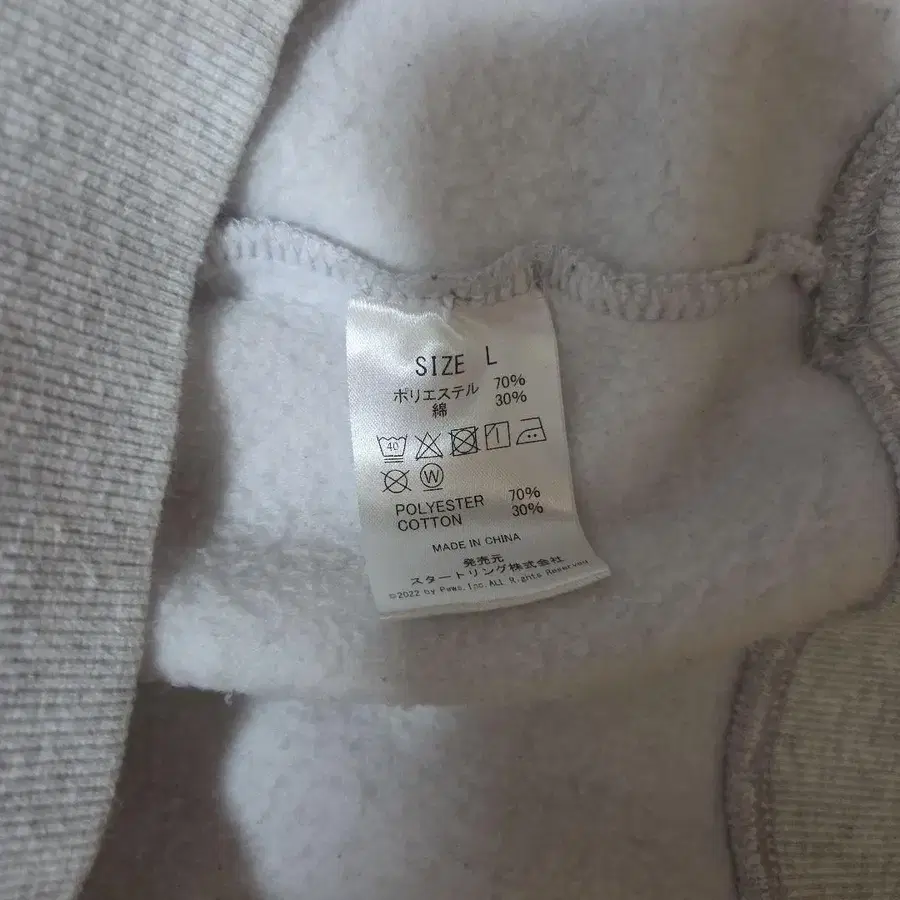 SIZE L
ポリエステル 70%
綿 30%
40
W
POLYESTER 70%
COTTON 30%
MADE IN CHINA
発売元
スタートリング株式会社
©2022 by Paws, Inc. ALL Rights Reserved